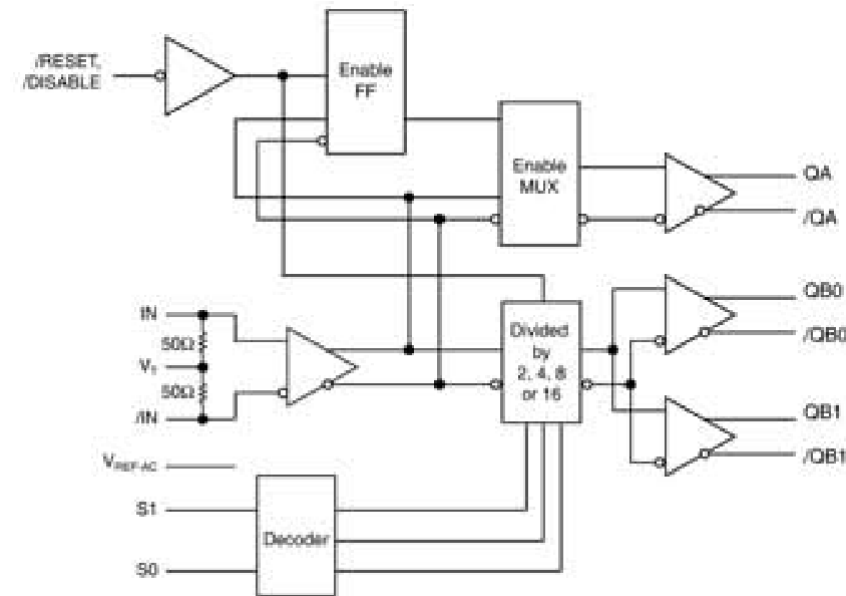 /RESET,
/DISABLE
Enable
FF
Enable
MUX
QA
/QA
IN
50Ω
VT
50Ω
/IN
Divided
by
2, 4, 8
or 16
QB0
/QB0
QB1
/QB1
VREF-AC
S1
Decoder
S0